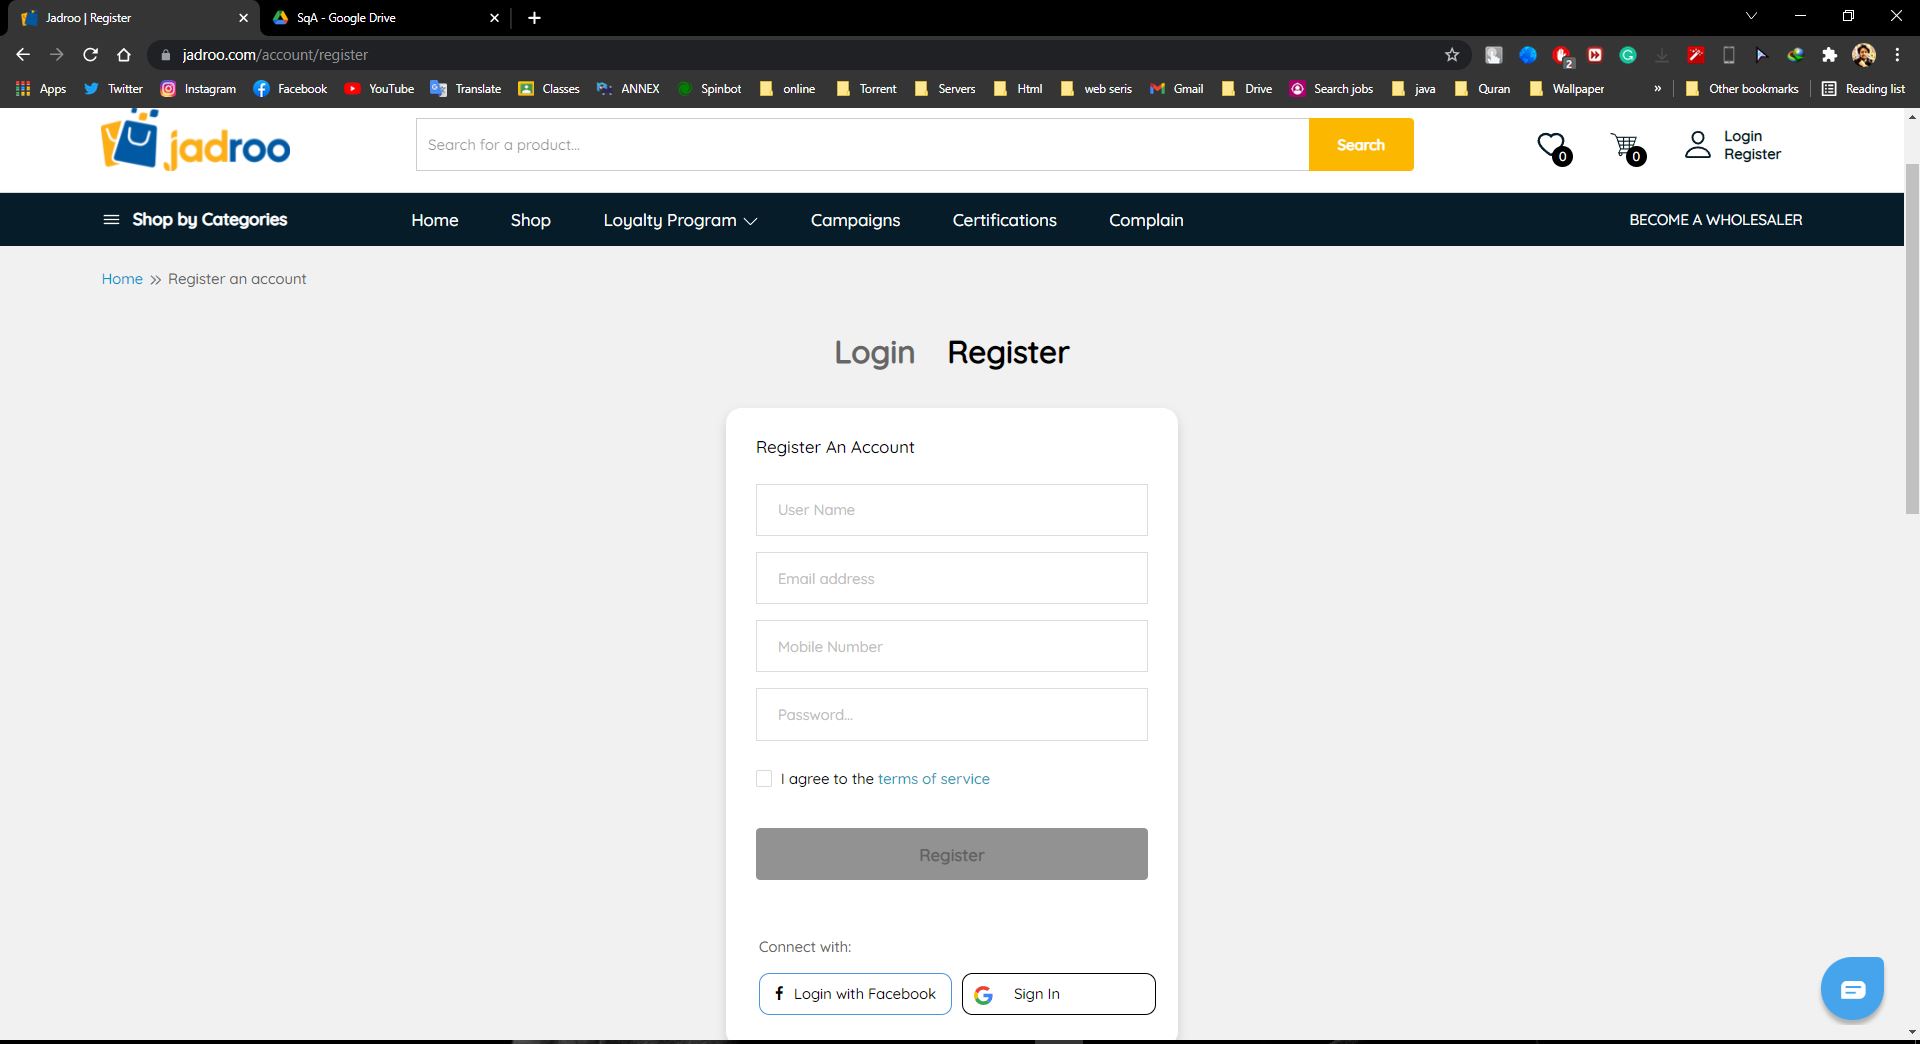 Jadroo | Register
SqA - Google Drive
jadroo.com/account/register
2
Apps Twitter Instagram Facebook YouTube Translate Classes ANNEX Spinbot online Torrent Servers Html web seris Gmail Drive Search jobs java Quran Wallpaper » Other bookmarks Reading list
jadroo
Search for a product...
Search
0
0
Login
Register
Shop by Categories
Home Shop Loyalty Program Campaigns Certifications Complain
BECOME A WHOLESALER
Home » Register an account
Login Register
Register An Account
User Name
Email address
Mobile Number
Password...
I agree to the terms of service
Register
Connect with:
Login with Facebook
Sign In